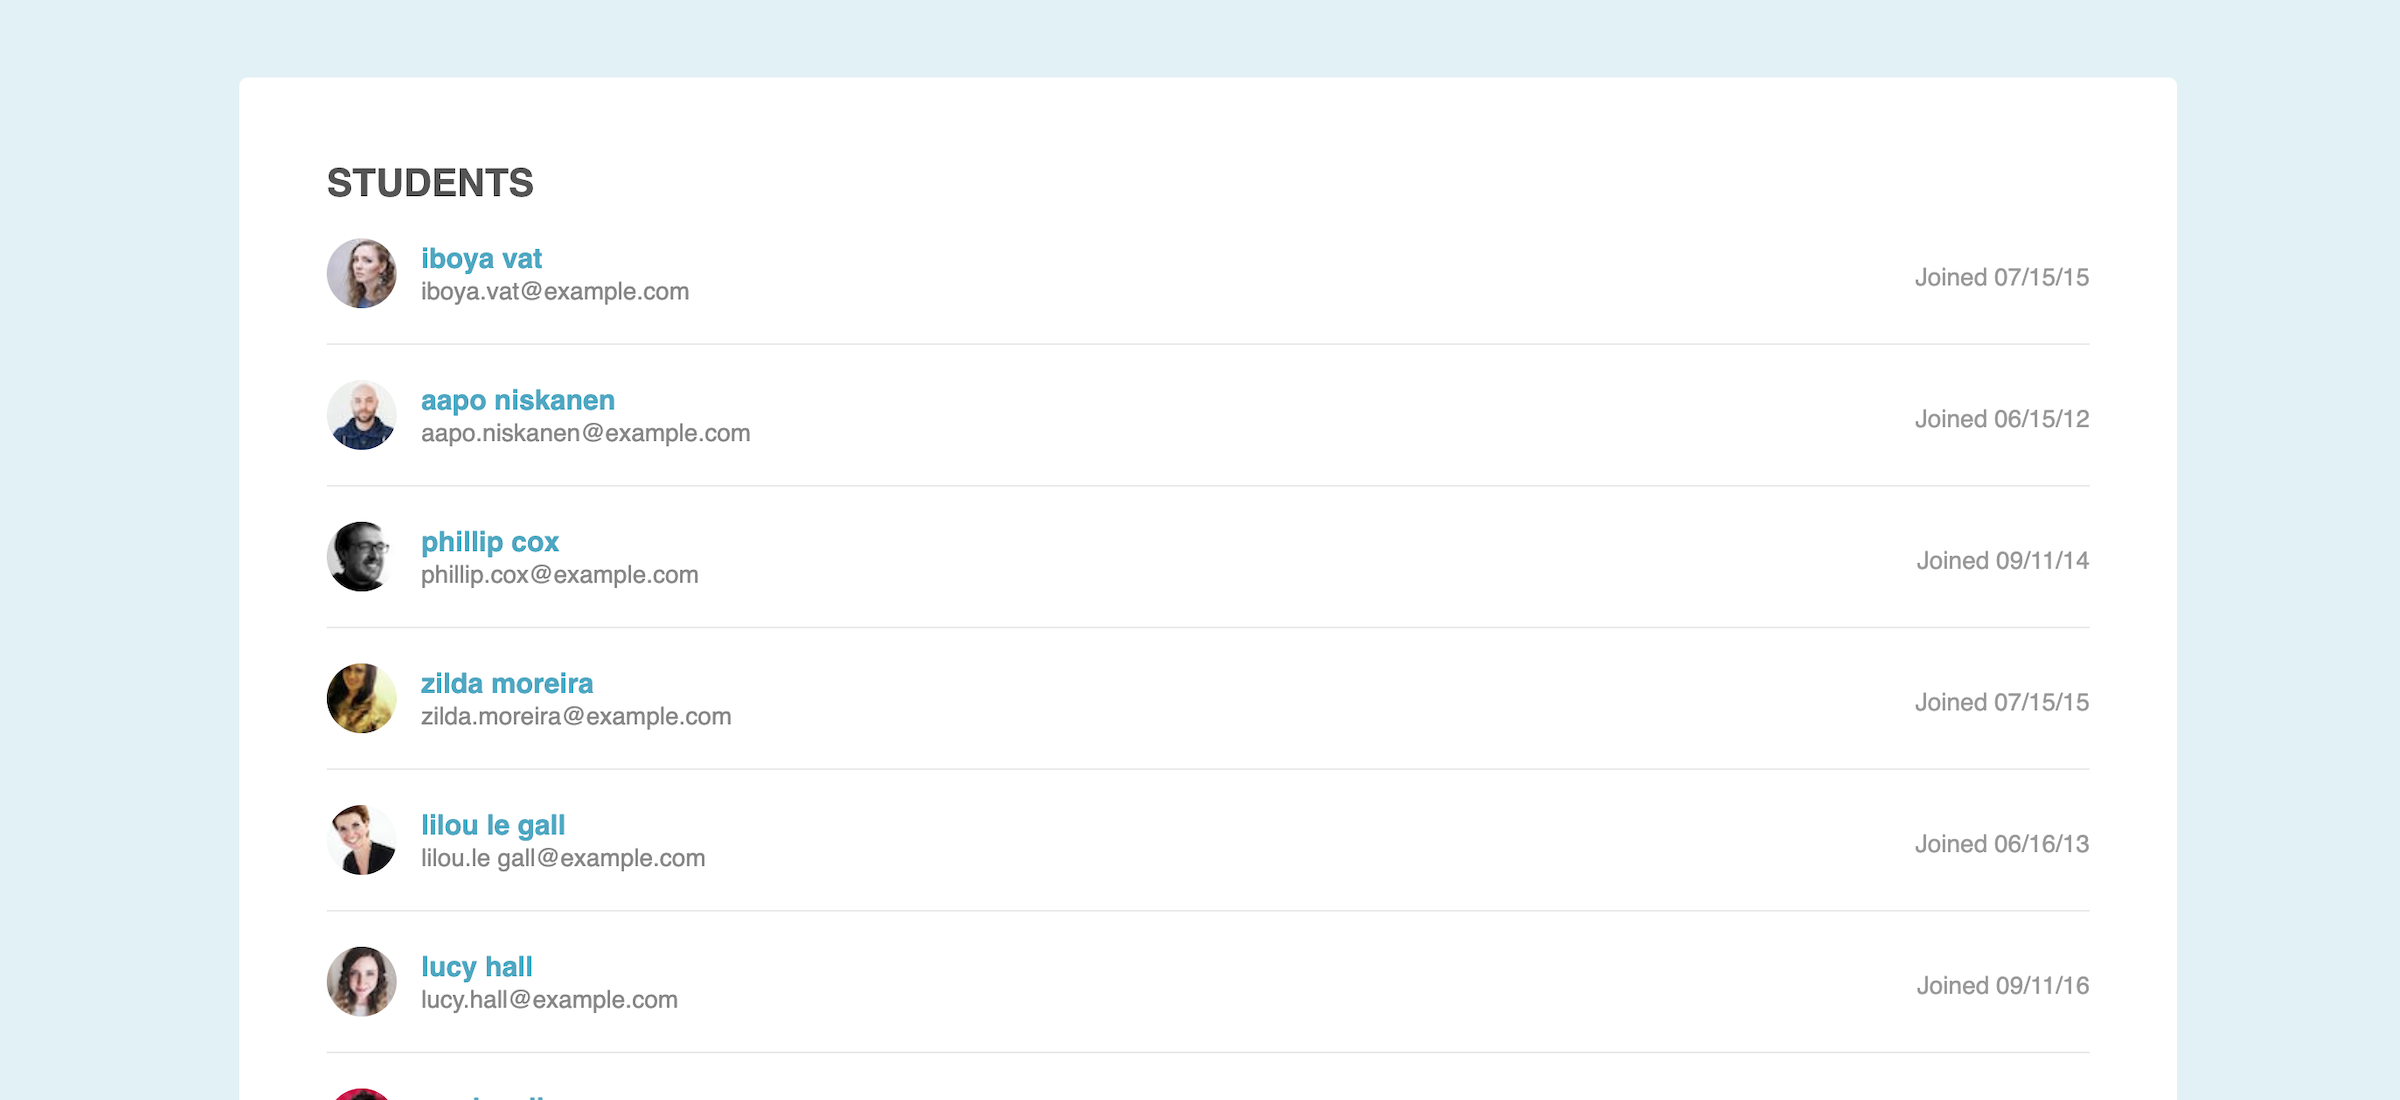 STUDENTS
iboya vat
iboya.vat@example.com
Joined 07/15/15
aapo niskanen
aapo.niskanen@example.com
Joined 06/15/12
phillip cox
phillip.cox@example.com
Joined 09/11/14
zilda moreira
zilda.moreira@example.com
Joined 07/15/15
lilou le gall
lilou.le gall@example.com
Joined 06/16/13
lucy hall
lucy.hall@example.com
Joined 09/11/16